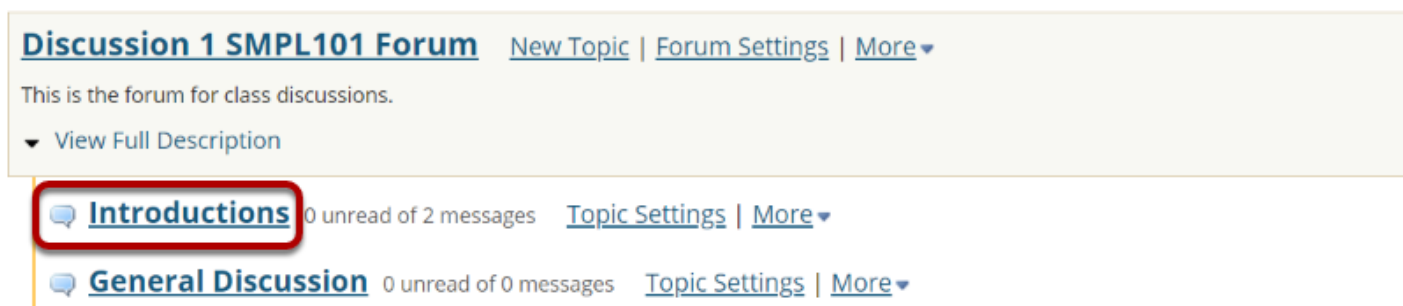 Discussion 1 SMPL101 Forum New Topic | Forum Settings | More
This is the forum for class discussions.
View Full Description
Introductions 0 unread of 2 messages Topic Settings | More
General Discussion 0 unread of 0 messages Topic Settings | More